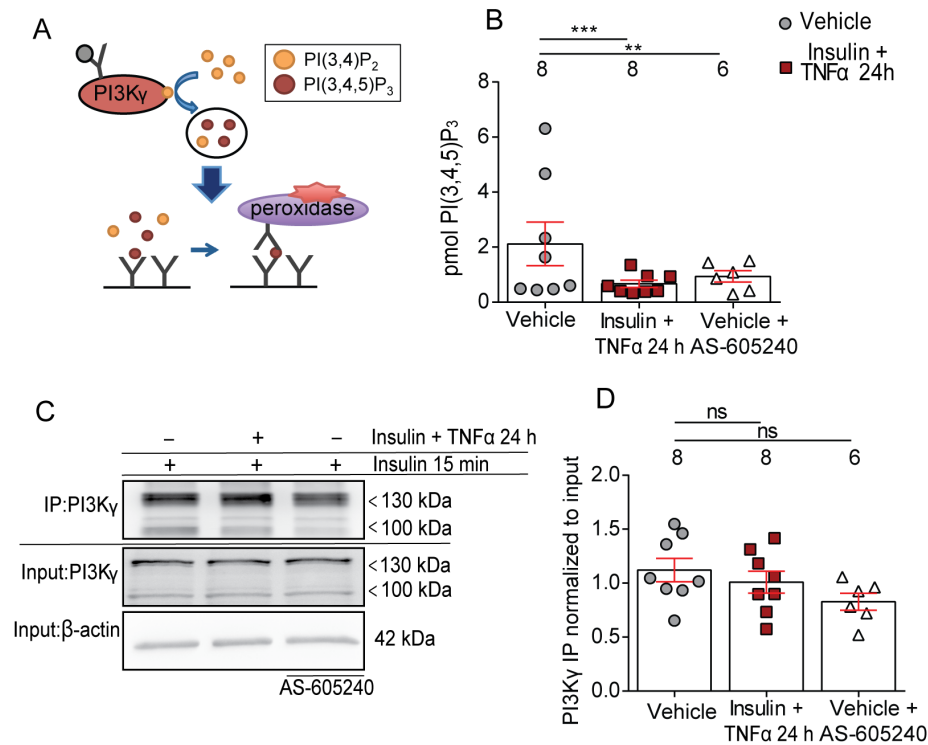 A
PI3Kγ
PI(3,4)P2
PI(3,4,5)P3
peroxidase
B
Vehicle
Insulin +
TNFα 24h
***
**
8 8 6
pmol PI(3,4,5)P3
8
6
4
2
0
Vehicle
Insulin +
TNFα 24 h
Vehicle +
AS-605240
C
– + – Insulin + TNFα 24 h
+ + + Insulin 15 min
IP:PI3Kγ
<130 kDa
<100 kDa
Input:PI3Kγ
<130 kDa
<100 kDa
Input:β-actin
42 kDa
AS-605240
D
ns
ns
8 8 6
PI3Kγ IP normalized to input
2.0
1.5
1.0
0.5
0.0
Vehicle
Insulin +
TNFα 24 h
Vehicle +
AS-605240